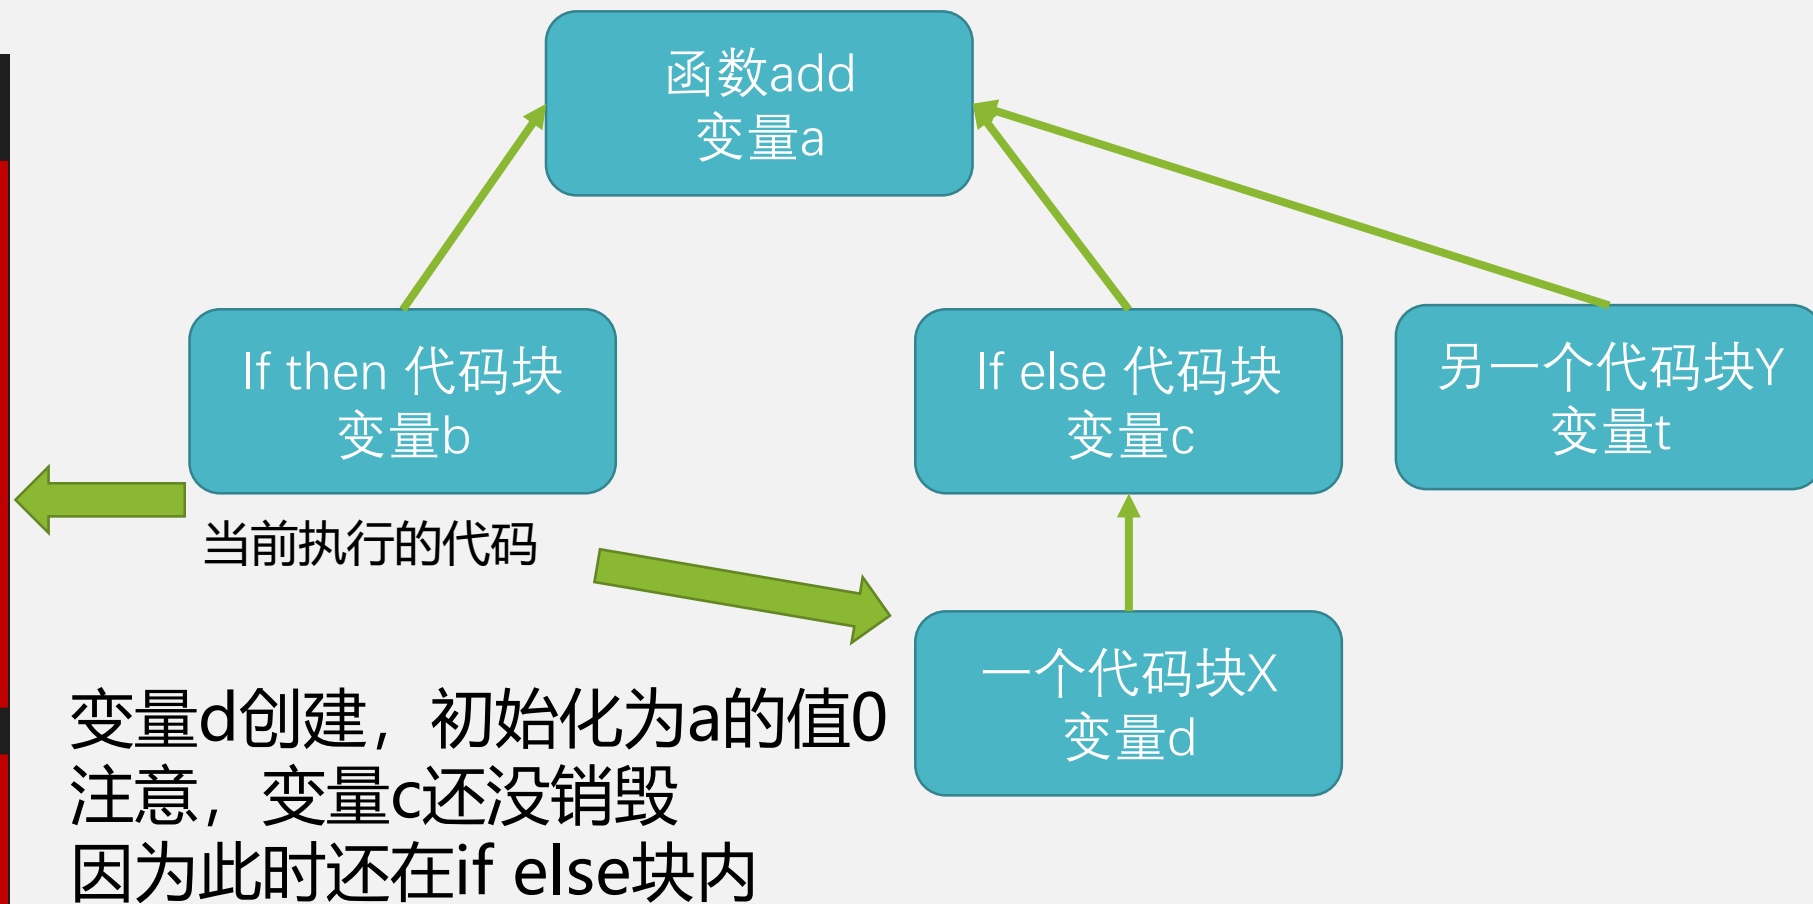 函数add
变量a
If then 代码块
变量b
If else 代码块
变量c
另一个代码块Y
变量t
当前执行的代码
一个代码块X
变量d
变量d创建，初始化为a的值0
注意，变量c还没销毁
因为此时还在if else块内